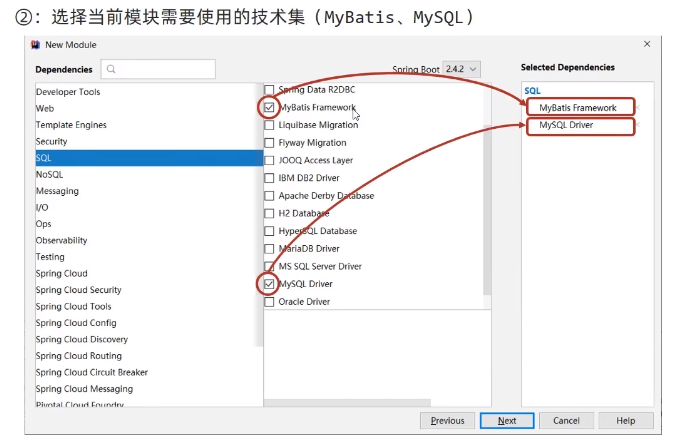 ②：选择当前模块需要使用的技术集（MyBatis、MySQL）
New Module
Dependencies
Spring Boot 2.4.2
Selected Dependencies
Developer Tools
Web
Template Engines
Security
SQL
NoSQL
Messaging
I/O
Ops
Observability
Testing
Spring Cloud
Spring Cloud Security
Spring Cloud Tools
Spring Cloud Config
Spring Cloud Discovery
Spring Cloud Routing
Spring Cloud Circuit Breaker
Spring Cloud Messaging
Pivotal Cloud Foundry
Spring Data R2DBC
MyBatis Framework
Liquibase Migration
Flyway Migration
JOOQ Access Layer
IBM DB2 Driver
Apache Derby Database
H2 Database
HyperSQL Database
MariaDB Driver
MS SQL Server Driver
MySQL Driver
Oracle Driver
SQL
MyBatis Framework
MySQL Driver
Previous
Next
Cancel
Help